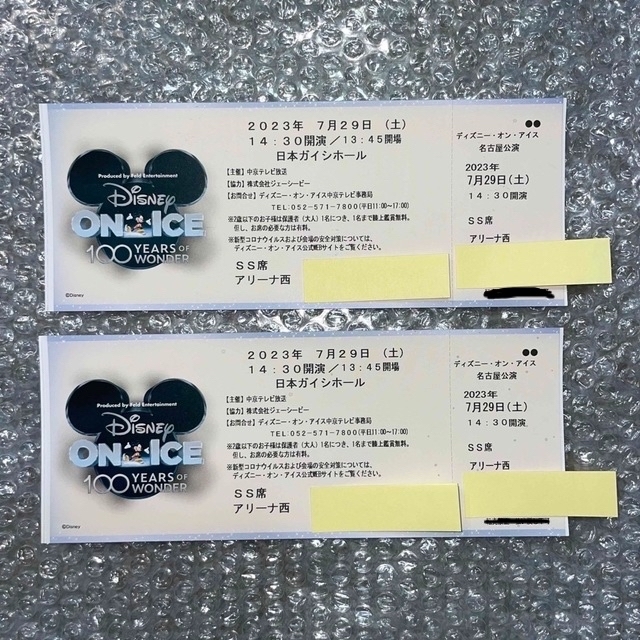 Produced by Feld Entertainment
Disney
ON ICE
100 YEARS OF WONDER
©Disney
2023年 7月29日 (土)
14:30開演/13:45開場
日本ガイシホール
【主催】中京テレビ放送
【協力】株式会社ジェーシービー
【お問合せ】ディズニー・オン・アイス中京テレビ事務局
TEL:052-571-7800(平日11:00~17:00)
※2歳以下のお子様は保護者(大人)1名につき、1名まで膝上鑑賞無料。
但し、お席の必要な方は有料。
※新型コロナウイルスおよび会場の安全対策については、
ディズニー・オン・アイス公式WEBサイトをご覧ください。
SS席
アリーナ西
ディズニー・オン・アイス
名古屋公演
2023年
7月29日(土)
14:30開演
SS席
アリーナ西
Produced by Feld Entertainment
Disney
ON ICE
100 YEARS OF WONDER
©Disney
2023年 7月29日 (土)
14:30開演/13:45開場
日本ガイシホール
【主催】中京テレビ放送
【協力】株式会社ジェーシービー
【お問合せ】ディズニー・オン・アイス中京テレビ事務局
TEL:052-571-7800(平日11:00~17:00)
※2歳以下のお子様は保護者(大人)1名につき、1名まで膝上鑑賞無料。
但し、お席の必要な方は有料。
※新型コロナウイルスおよび会場の安全対策については、
ディズニー・オン・アイス公式WEBサイトをご覧ください。
SS席
アリーナ西
ディズニー・オン・アイス
名古屋公演
2023年
7月29日(土)
14:30開演
SS席
アリーナ西